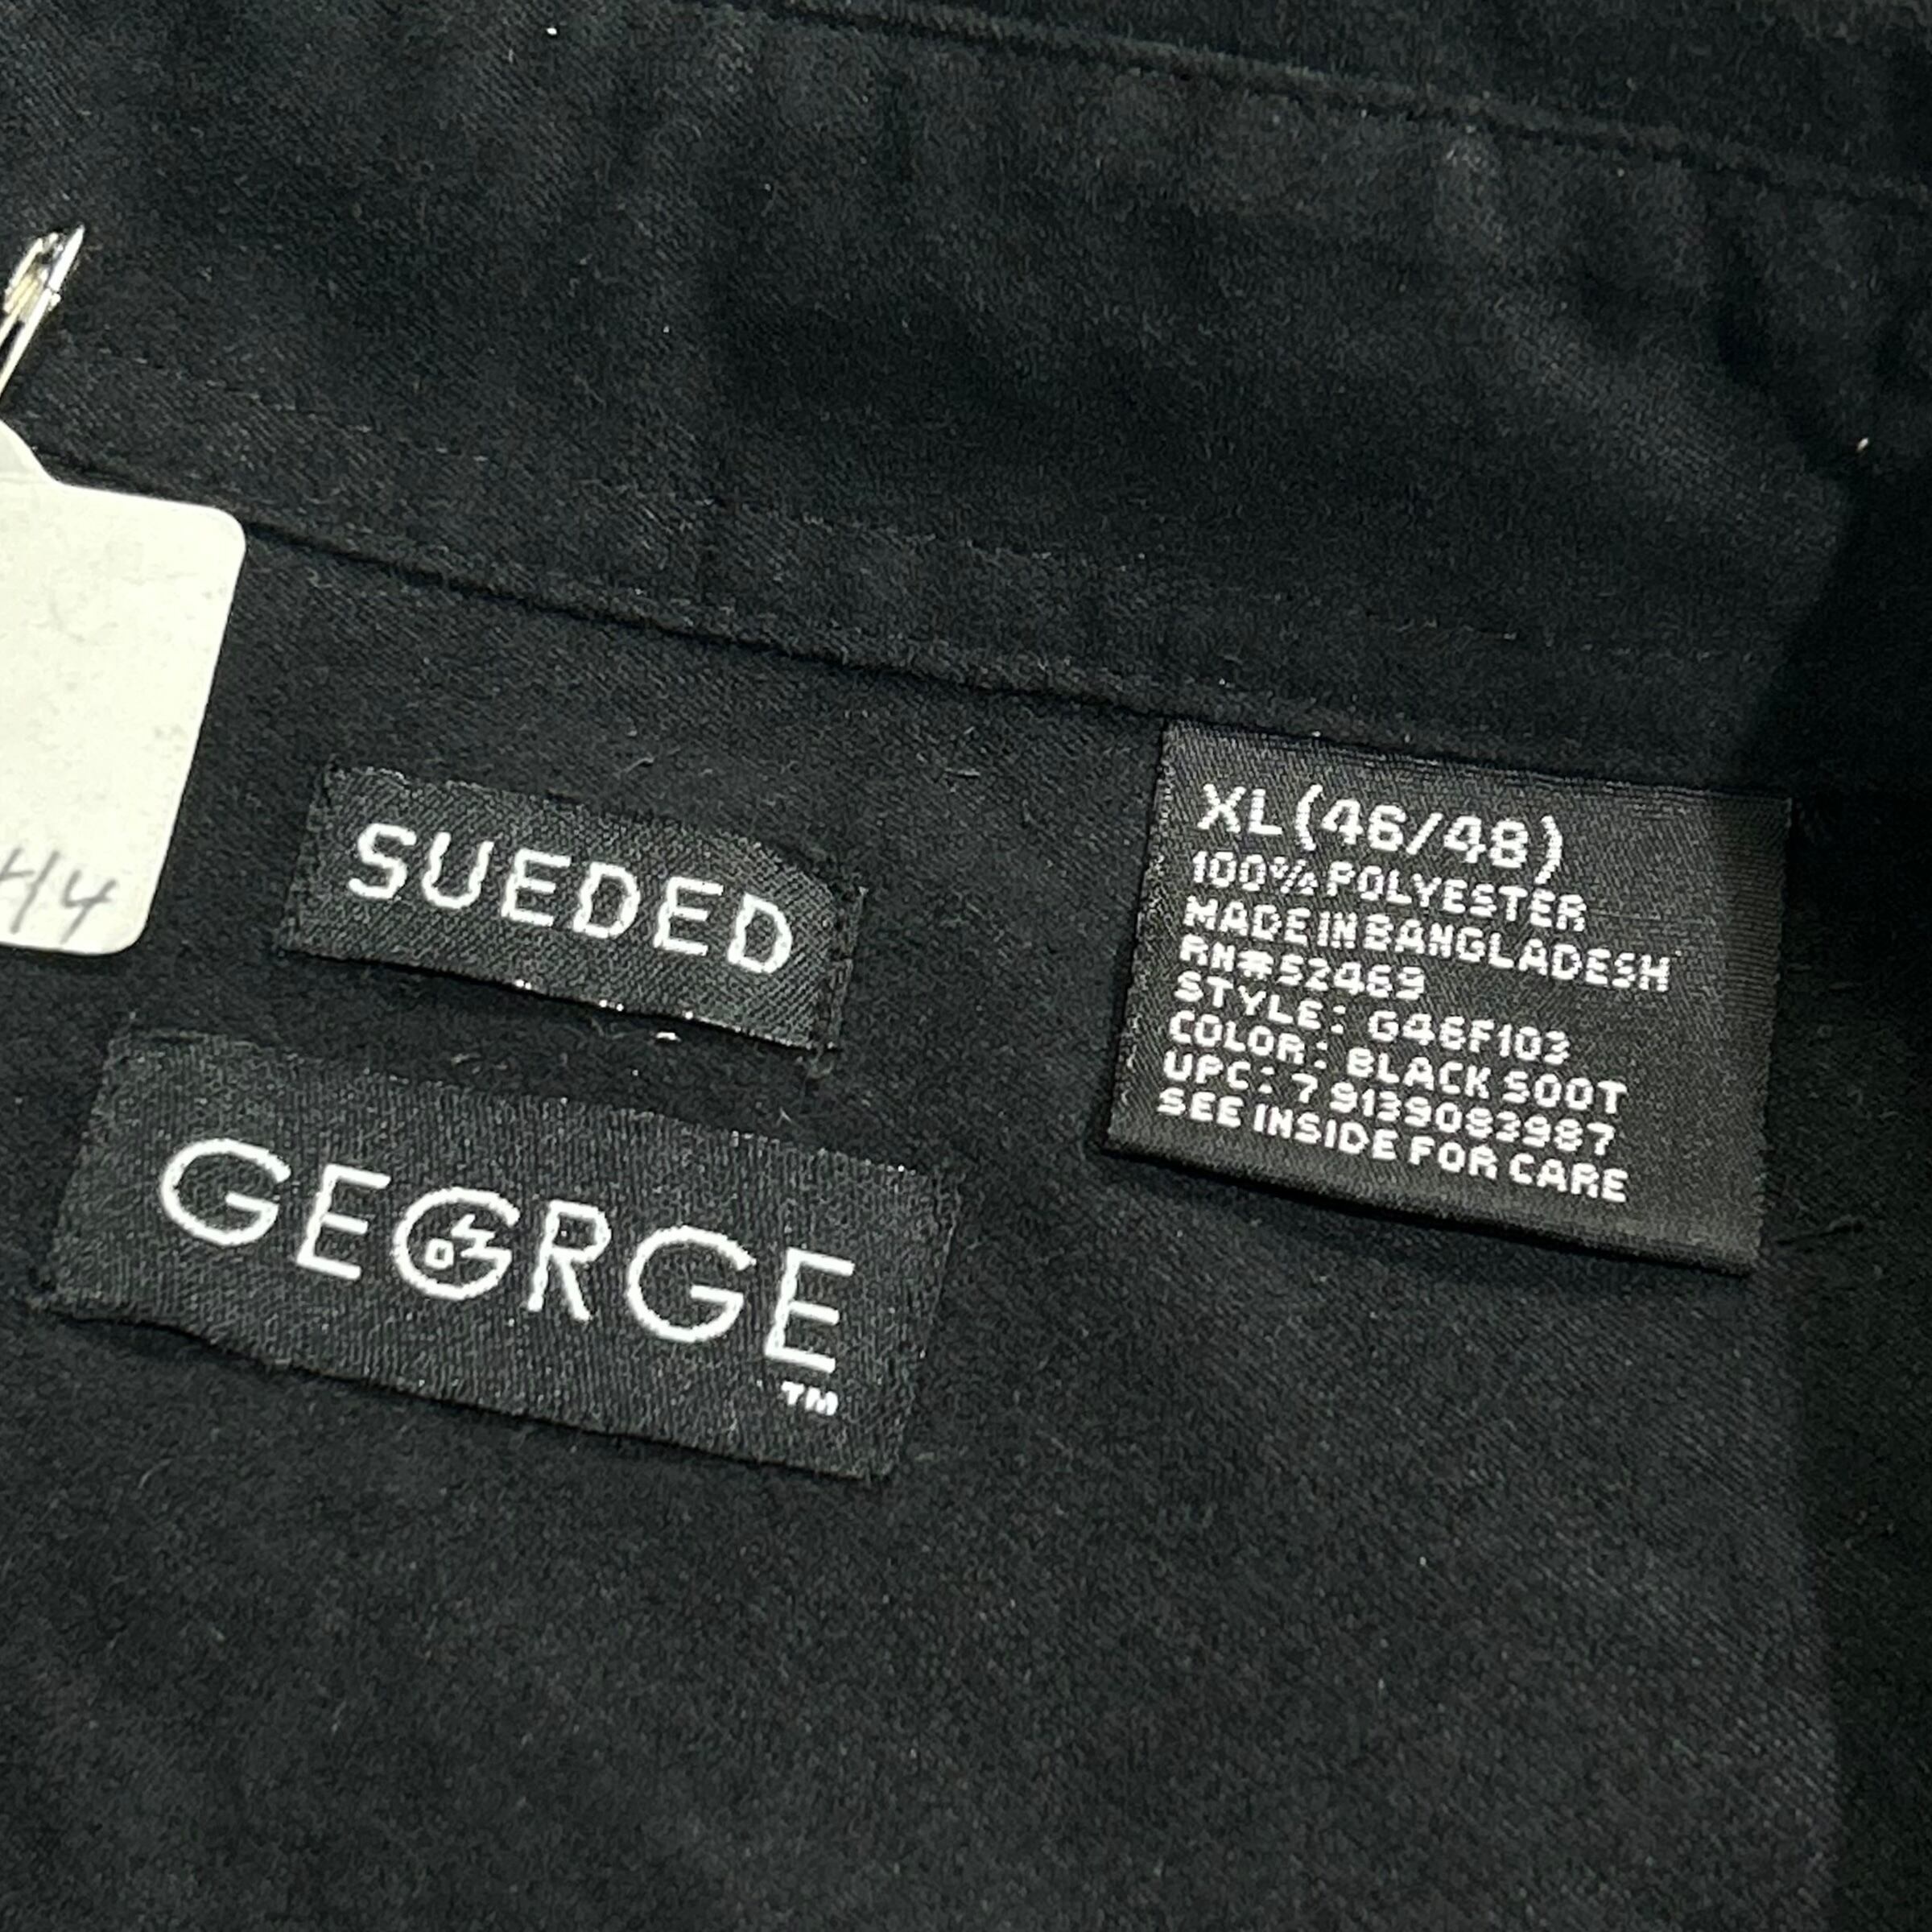 SUEDED
GEORGE
TM
XL(46/48)
100% POLYESTER
MADE IN BANGLADESH
RN#52469
STYLE: G46F103
COLOR: BLACK SOOT
UPC: 7 9139083987
SEE INSIDE FOR CARE